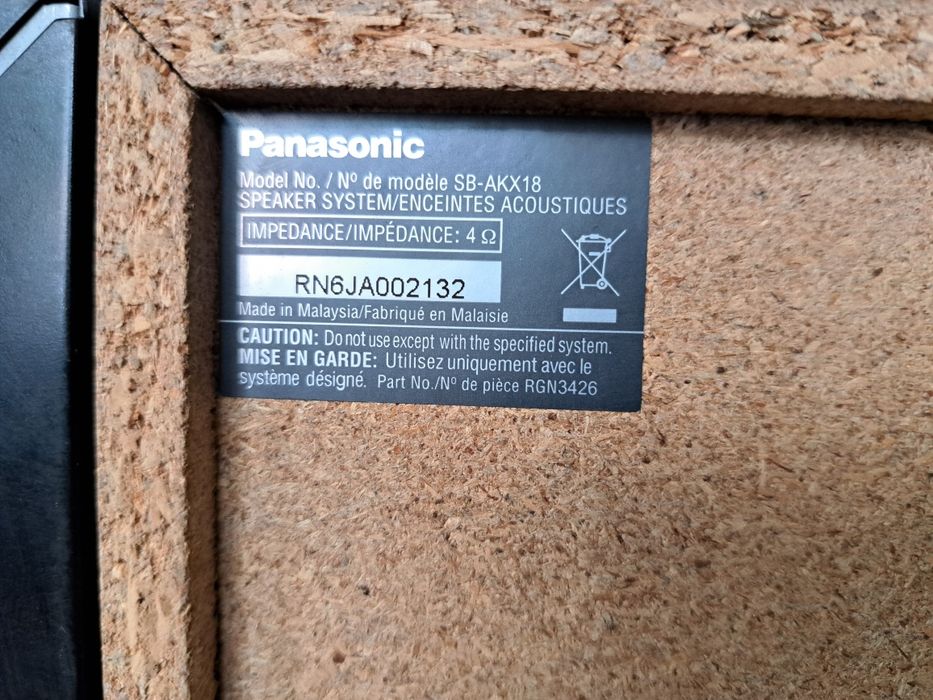 Panasonic
Model No. / Nº de modèle SB-AKX18
SPEAKER SYSTEM/ENCEINTES ACOUSTIQUES
IMPEDANCE/IMPÉDANCE: 4 Ω
RN6JA002132
Made in Malaysia/Fabriqué en Malaisie
CAUTION: Do not use except with the specified system.
MISE EN GARDE: Utilisez uniquement avec le
système désigné. Part No./Nº de pièce RGN3426